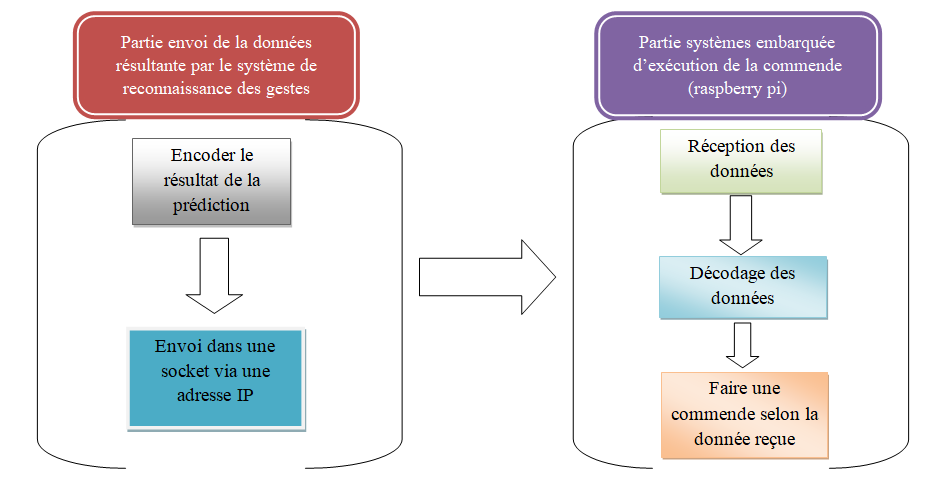 Partie envoi de la données
résultante par le système de
reconnaissance des gestes
Encoder le
résultat de la
prédiction
Envoi dans une
socket via une
adresse IP
Partie systèmes embarquée
d’exécution de la commende
(raspberry pi)
Réception des
données
Décodage des
données
Faire une
commende selon la
donnée reçue